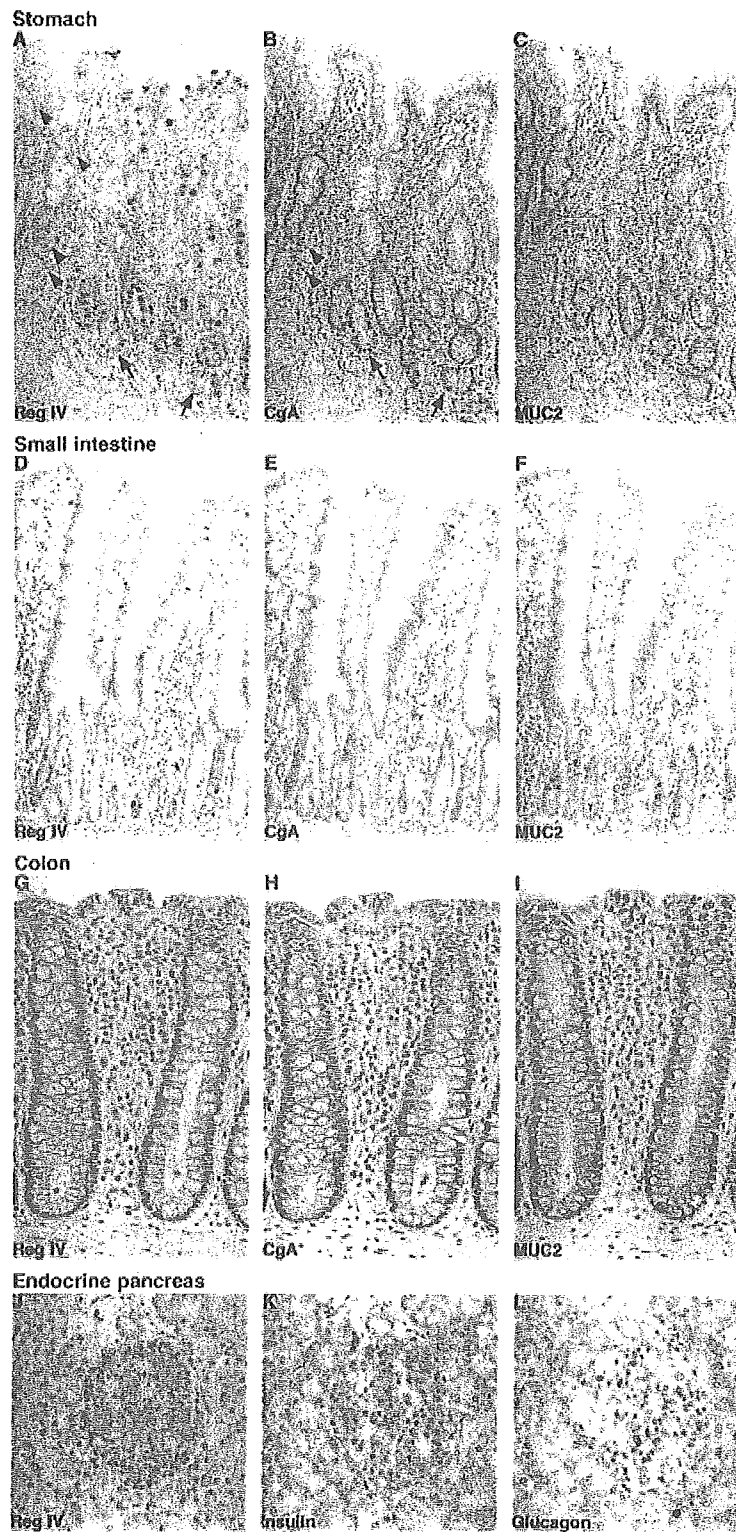 Stomach
A B C
Reg IV CgA MUC2
Small intestine
D E F
Reg IV CgA MUC2
Colon
G H I
Reg IV CgA MUC2
Endocrine pancreas
J K L
Reg IV Insulin Glucagon